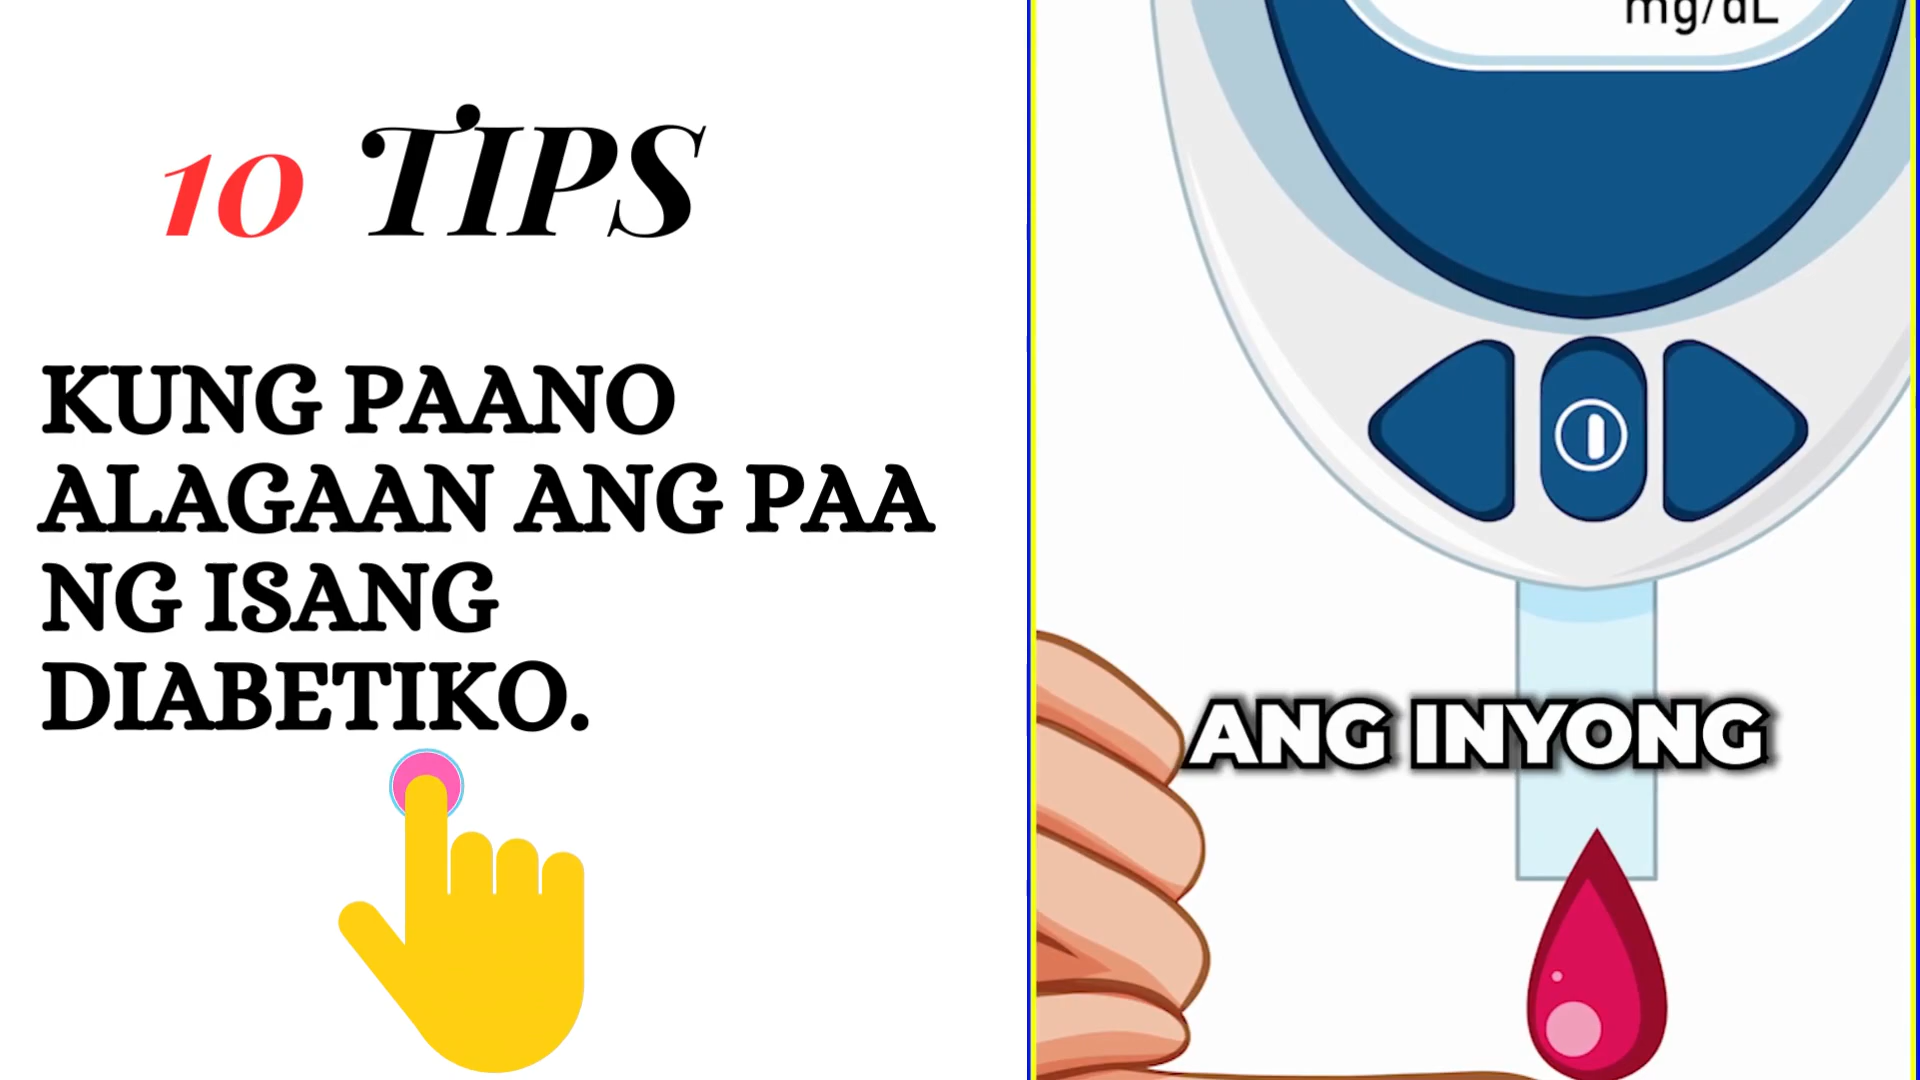 10 TIPS
KUNG PAANO
ALAGAAN ANG PAA
NG ISANG
DIABETIKO.
mg/dL
ANG INYONG